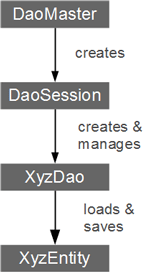 DaoMaster
creates
DaoSession
creates &
manages
XyzDao
loads &
saves
XyzEntity